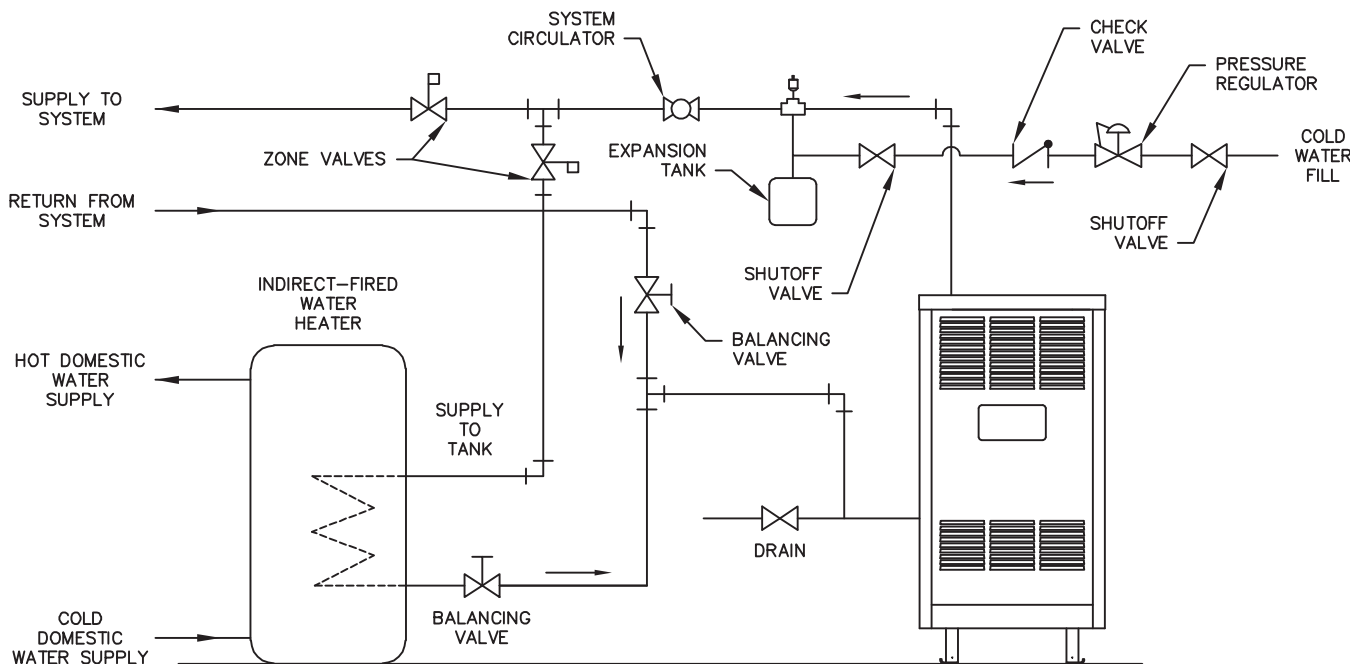 SYSTEM
CIRCULATOR
CHECK
VALVE
PRESSURE
REGULATOR
SUPPLY TO
SYSTEM
ZONE VALVES
EXPANSION
TANK
COLD
WATER
FILL
RETURN FROM
SYSTEM
SHUTOFF
VALVE
SHUTOFF
VALVE
INDIRECT-FIRED
WATER
HEATER
BALANCING
VALVE
HOT DOMESTIC
WATER
SUPPLY
SUPPLY
TO
TANK
DRAIN
BALANCING
VALVE
COLD
DOMESTIC
WATER SUPPLY